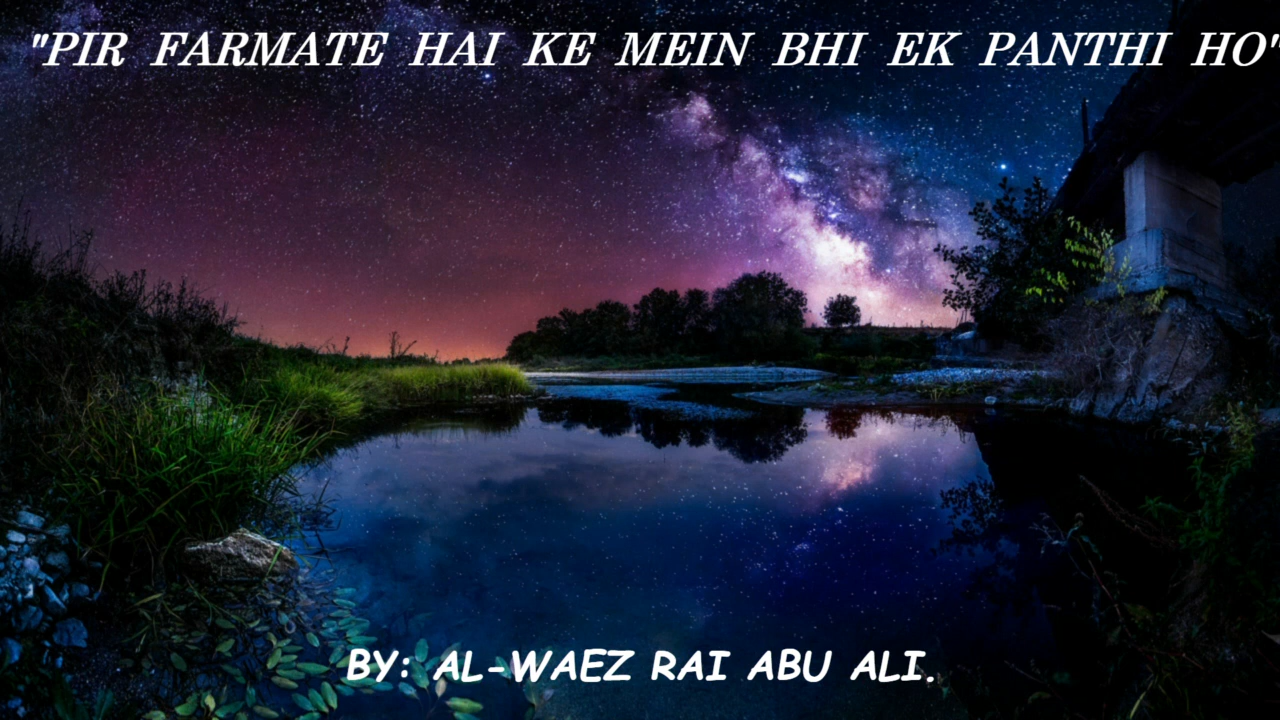 "PIR FARMATE HAI KE MEIN BHI EK PANTHI HO"
BY: AL-WAEZ RAI ABU ALI.